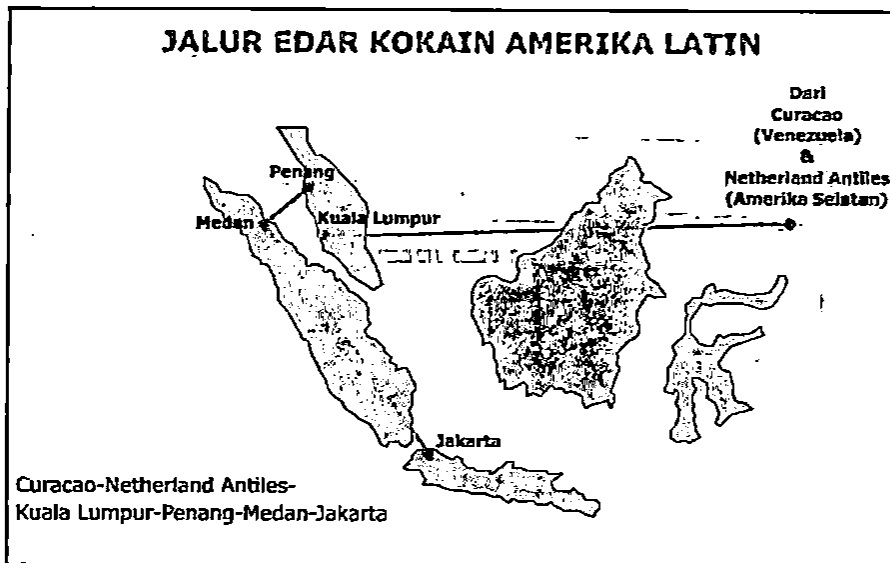 JALUR EDAR KOKAIN AMERIKA LATIN
Dari
Curacao
(Venezuela)
&
Netherland Antiles
(Amerika Selatan)
Penang
Medan
Kuala Lumpur
Jakarta
Curacao-Netherland Antiles-
Kuala Lumpur-Penang-Medan-Jakarta